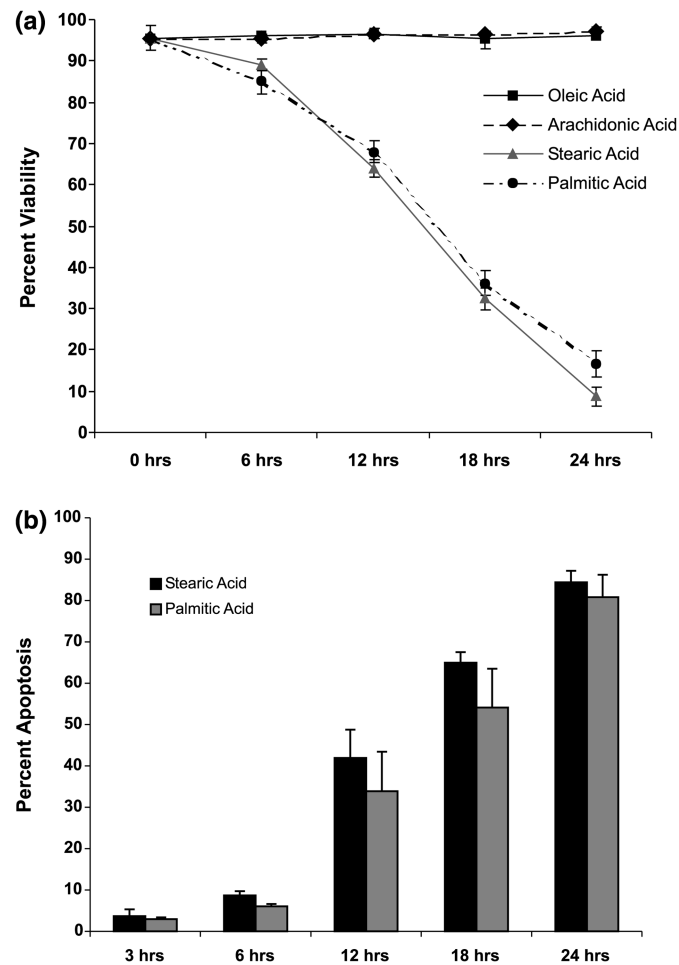 (a)
100
90
80
70
60
50
40
30
20
10
0
Percent Viability
Oleic Acid
Arachidonic Acid
Stearic Acid
Palmitic Acid
0 hrs 6 hrs 12 hrs 18 hrs 24 hrs
(b)
100
90
80
70
60
50
40
30
20
10
0
Percent Apoptosis
Stearic Acid
Palmitic Acid
3 hrs 6 hrs 12 hrs 18 hrs 24 hrs